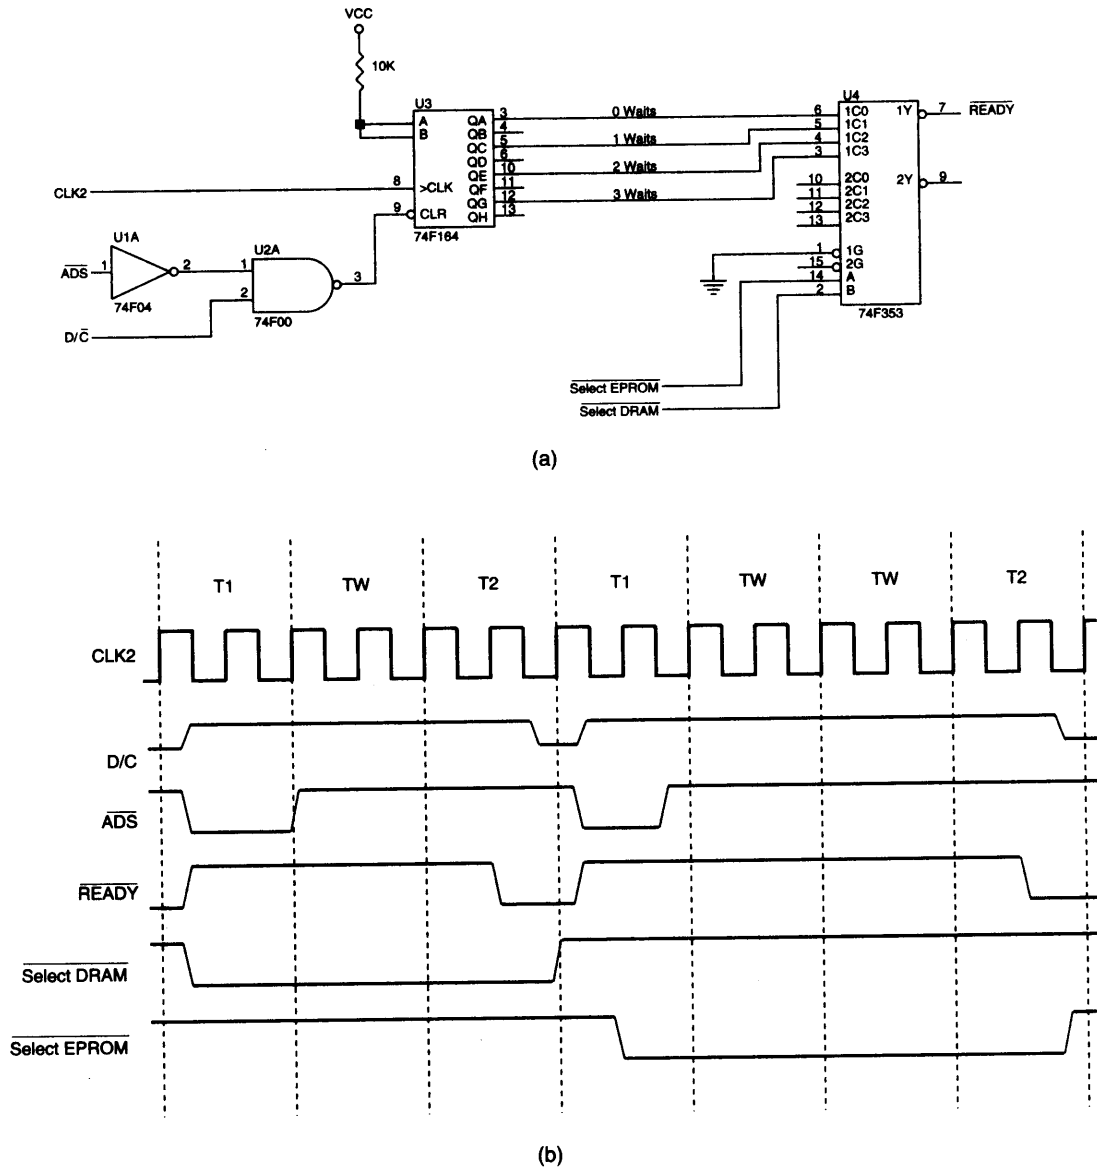 VCC
10K
U3
A
B
>CLK
CLR
QA
QB
QC
QD
QE
QF
QG
QH
74F164
8
9
3
4
5
6
10
11
12
13
0 Waits
1 Waits
2 Waits
3 Waits
CLK2
U1A
ADS
1
2
74F04
U2A
1
2
3
74F00
D/C
U4
6
5
4
3
10
11
12
13
1
15
14
2
1C0
1C1
1C2
1C3
2C0
2C1
2C2
2C3
1G
2G
A
B
1Y
2Y
7
9
READY
74F353
Select EPROM
Select DRAM
(a)
T1
TW
T2
T1
TW
TW
T2
CLK2
D/C
ADS
READY
Select DRAM
Select EPROM
(b)